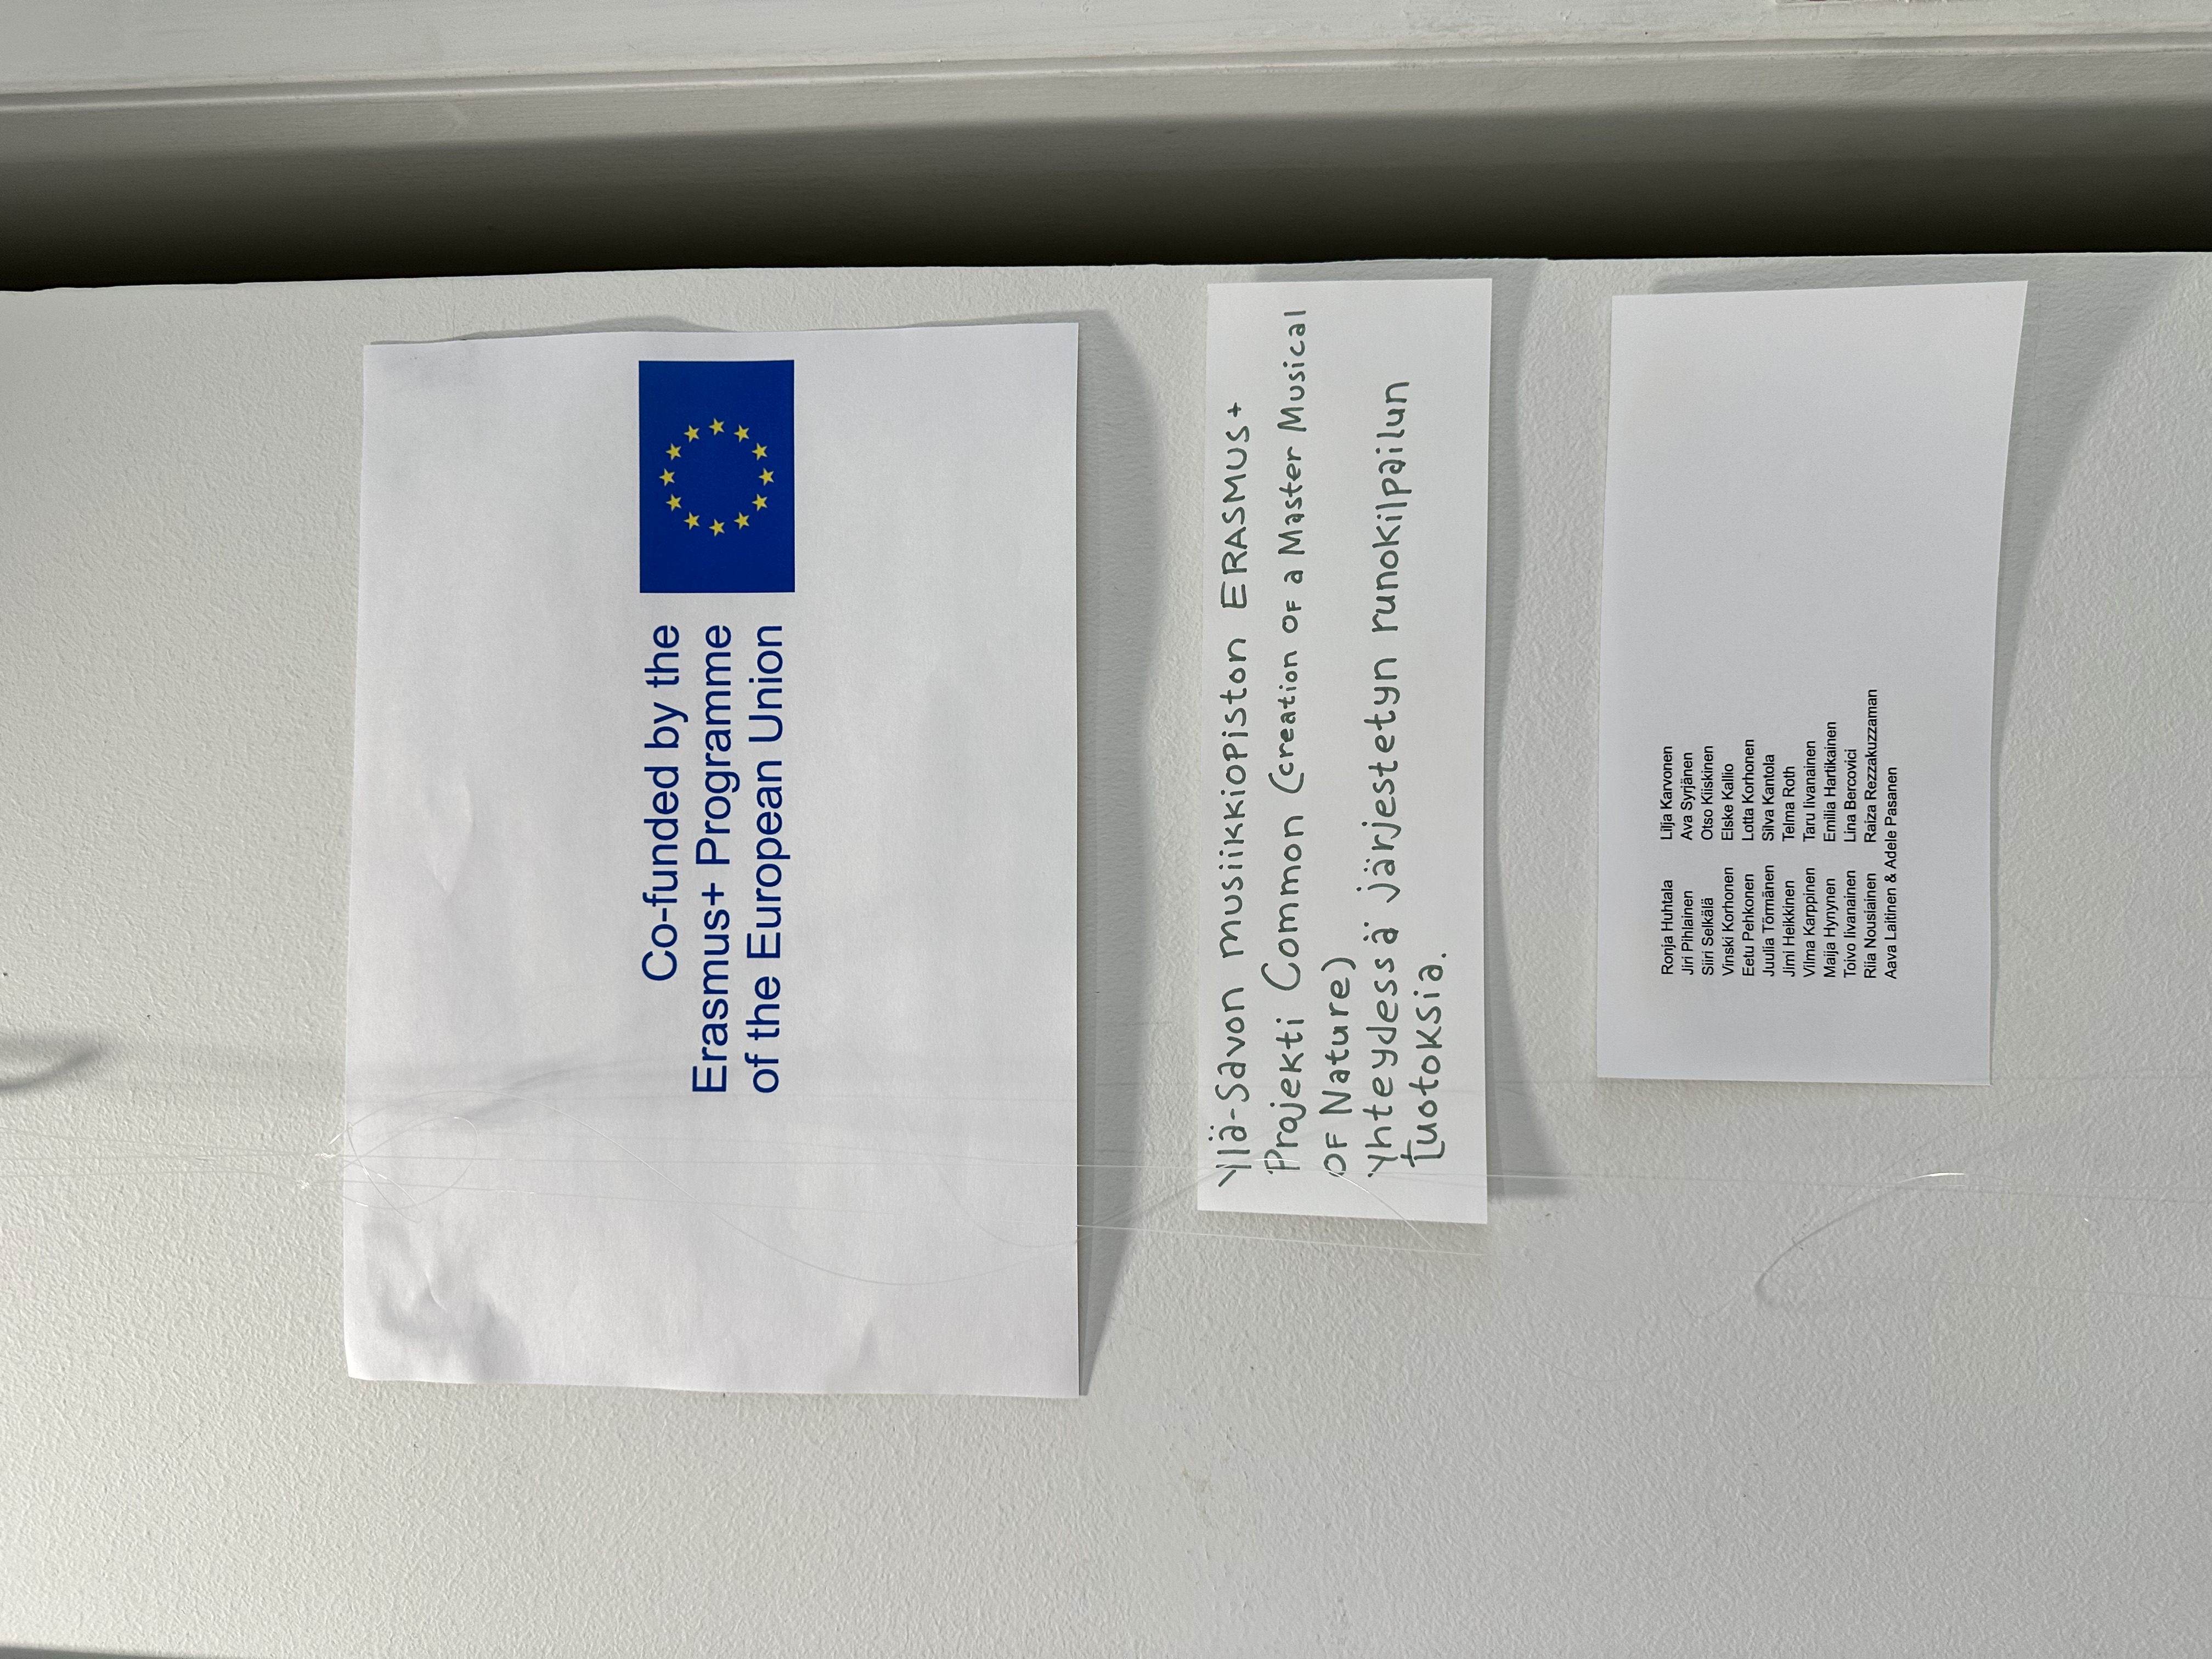 Co-funded by the
Erasmus+ Programme
of the European Union
Ylä-Savon musiikkiopiston ERASMUS+
Projekti Common (creation of a Master Musical
of Nature)
yhteydessä järjestetyn runokilpailun
tuotoksia.
Ronja Huhtala Lilja Karvonen
Jiri Pihlainen Ava Syrjänen
Siiri Selkälä Otso Kiiskinen
Vinski Korhonen Elske Kallio
Eetu Pehkonen Lotta Korhonen
Juulia Törmänen Silva Kantola
Jimi Heikkinen Telma Roth
Vilma Karppinen Taru Iivanainen
Maija Hynynen Emilia Hartikainen
Toivo Iivanainen Lina Bercovici
Riia Nousiainen Raiza Rezzakuzzaman
Aava Laitinen & Adele Pasanen